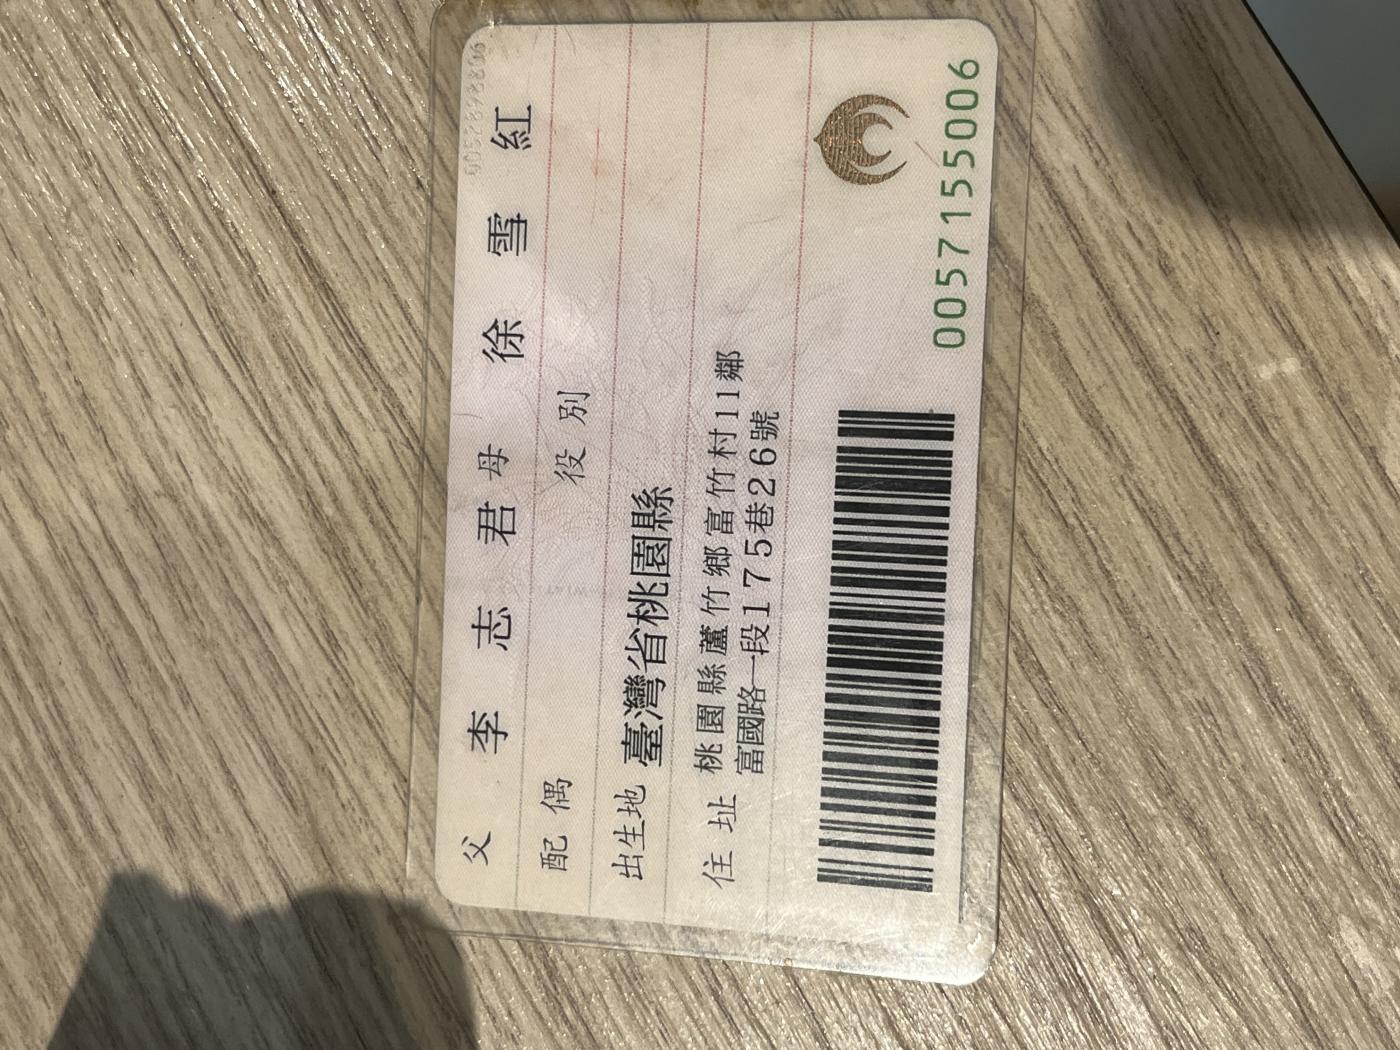 父 李志君 母 徐雪紅
配偶 役別
出生地 臺灣省桃園縣
住址 桃園縣蘆竹鄉富竹村11鄰
富國路一段175巷26號
0057155006